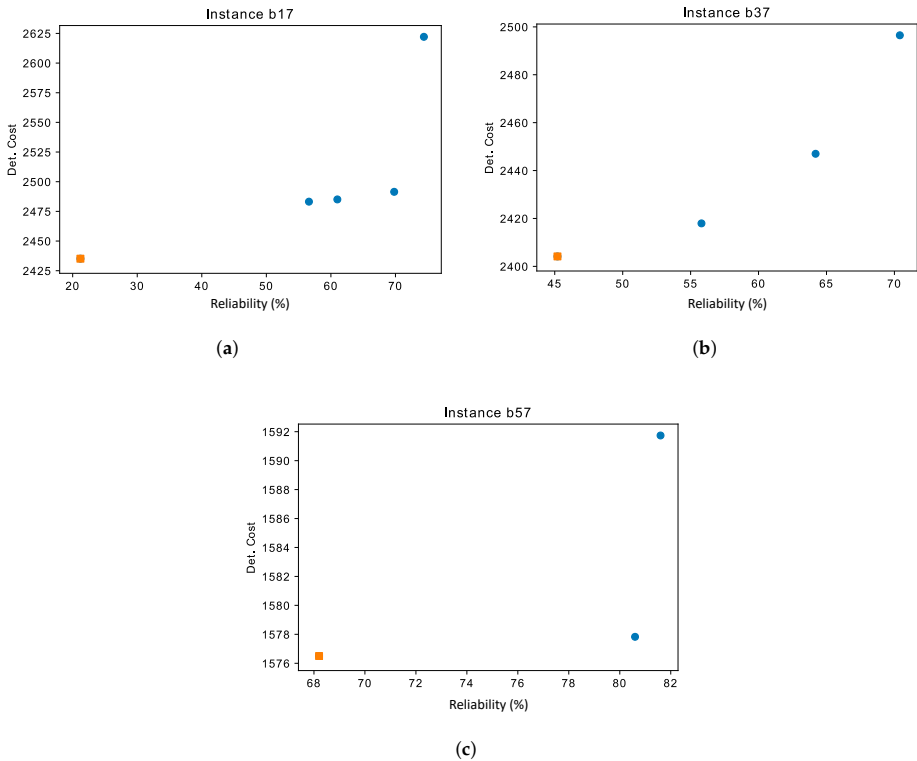 Instance b17
2625
2600
2575
2550
2525
2500
2475
2450
2425
Det. Cost
20 30 40 50 60 70
Reliability (%)
(a)
Instance b37
2500
2480
2460
2440
2420
2400
Det. Cost
45 50 55 60 65 70
Reliability (%)
(b)
Instance b57
1592
1590
1588
1586
1584
1582
1580
1578
1576
Det. Cost
68 70 72 74 76 78 80 82
Reliability (%)
(c)